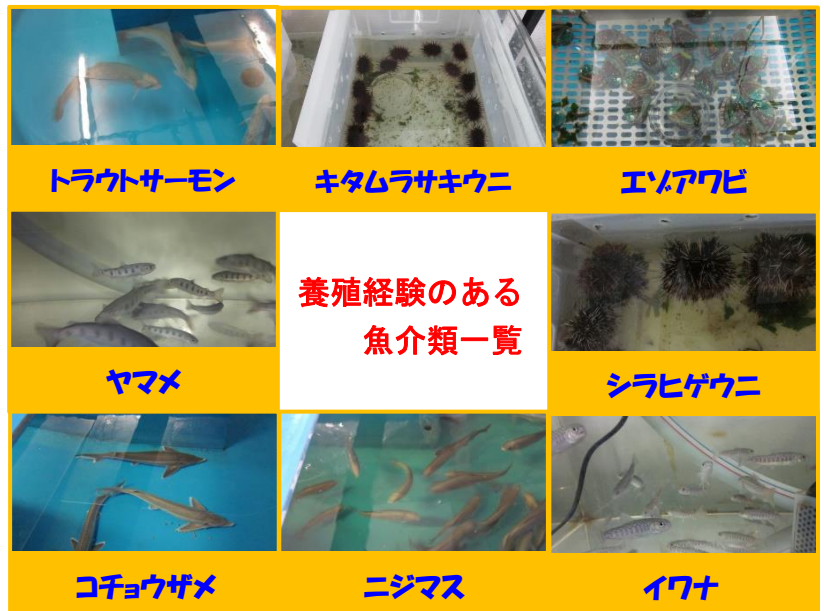 トラウトサーモン
キタムラサキウニ
エゾアワビ
養殖経験のある
魚介類一覧
ヤマメ
シラヒゲウニ
コチョウザメ
ニジマス
イワナ